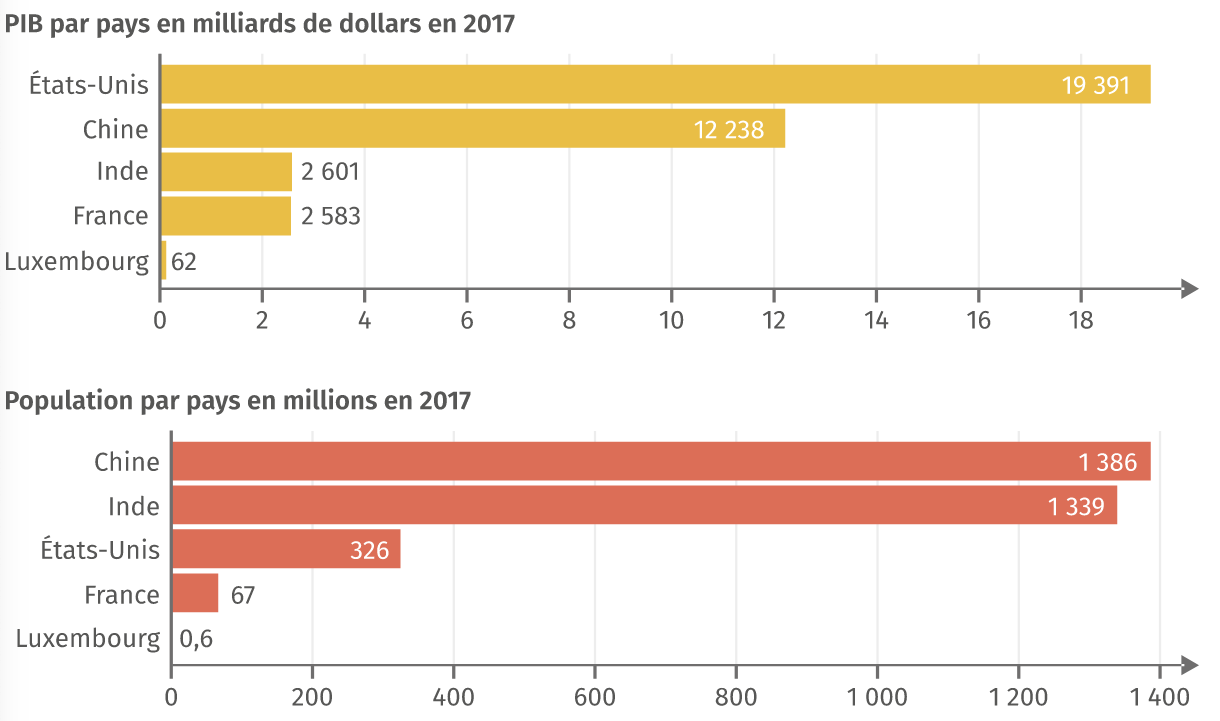 PIB par pays en milliards de dollars en 2017
États-Unis 19 391
Chine 12 238
Inde 2 601
France 2 583
Luxembourg 62
0 2 4 6 8 10 12 14 16 18
Population par pays en millions en 2017
Chine 1 386
Inde 1 339
États-Unis 326
France 67
Luxembourg 0,6
0 200 400 600 800 1 000 1 200 1 400